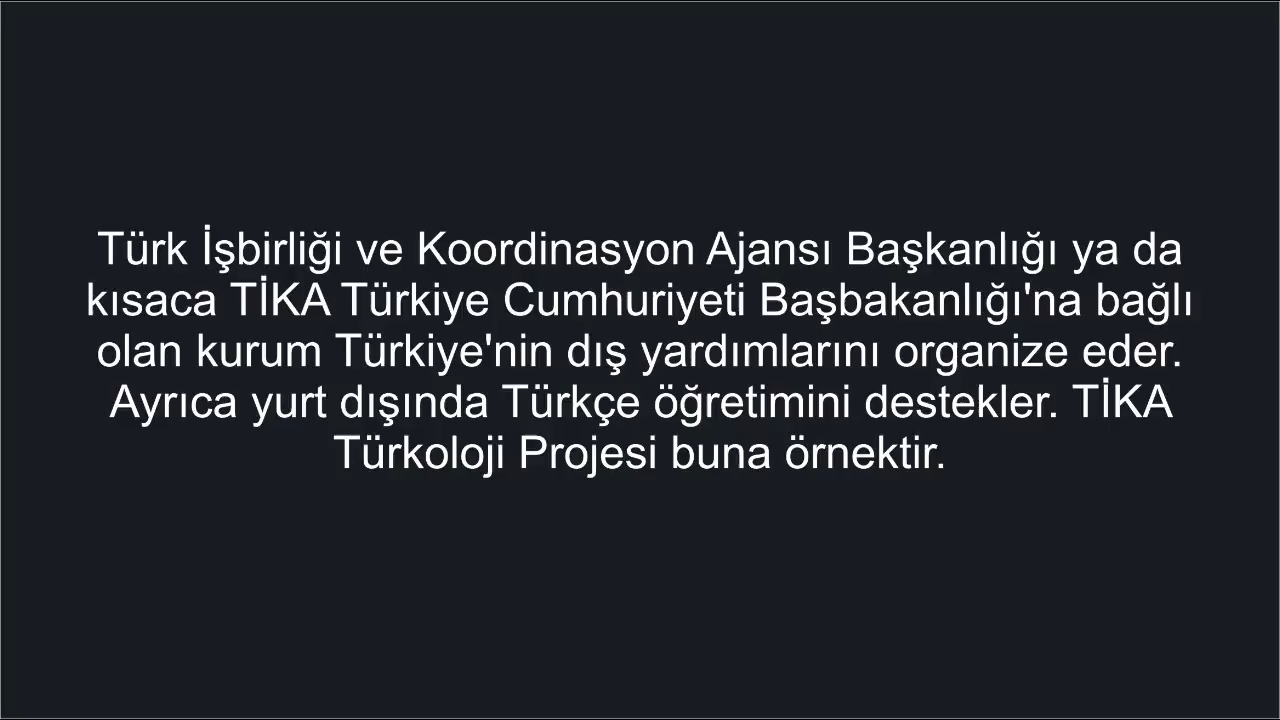 Türk İşbirliği ve Koordinasyon Ajansı Başkanlığı ya da
kısaca TİKA Türkiye Cumhuriyeti Başbakanlığı'na bağlı
olan kurum Türkiye'nin dış yardımlarını organize eder.
Ayrıca yurt dışında Türkçe öğretimini destekler. TİKA
Türkoloji Projesi buna örnektir.